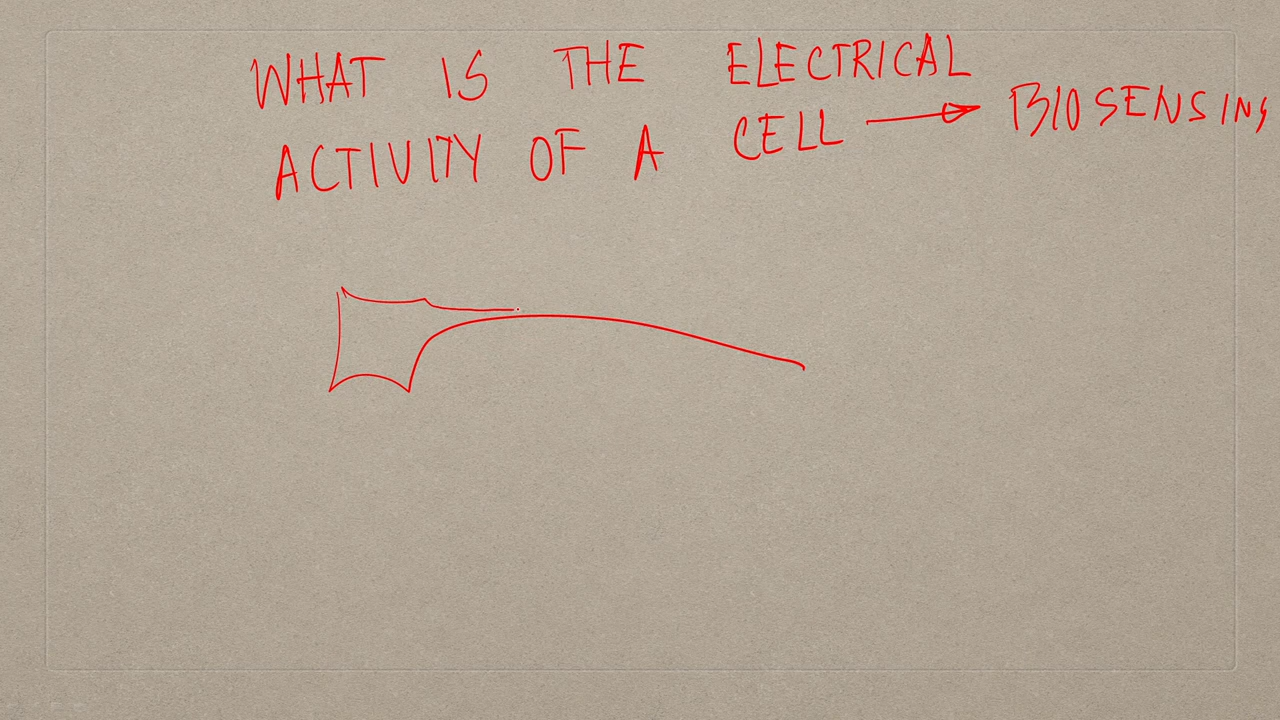 WHAT IS THE ELECTRICAL
ACTIVITY OF A CELL → BIOSENSING